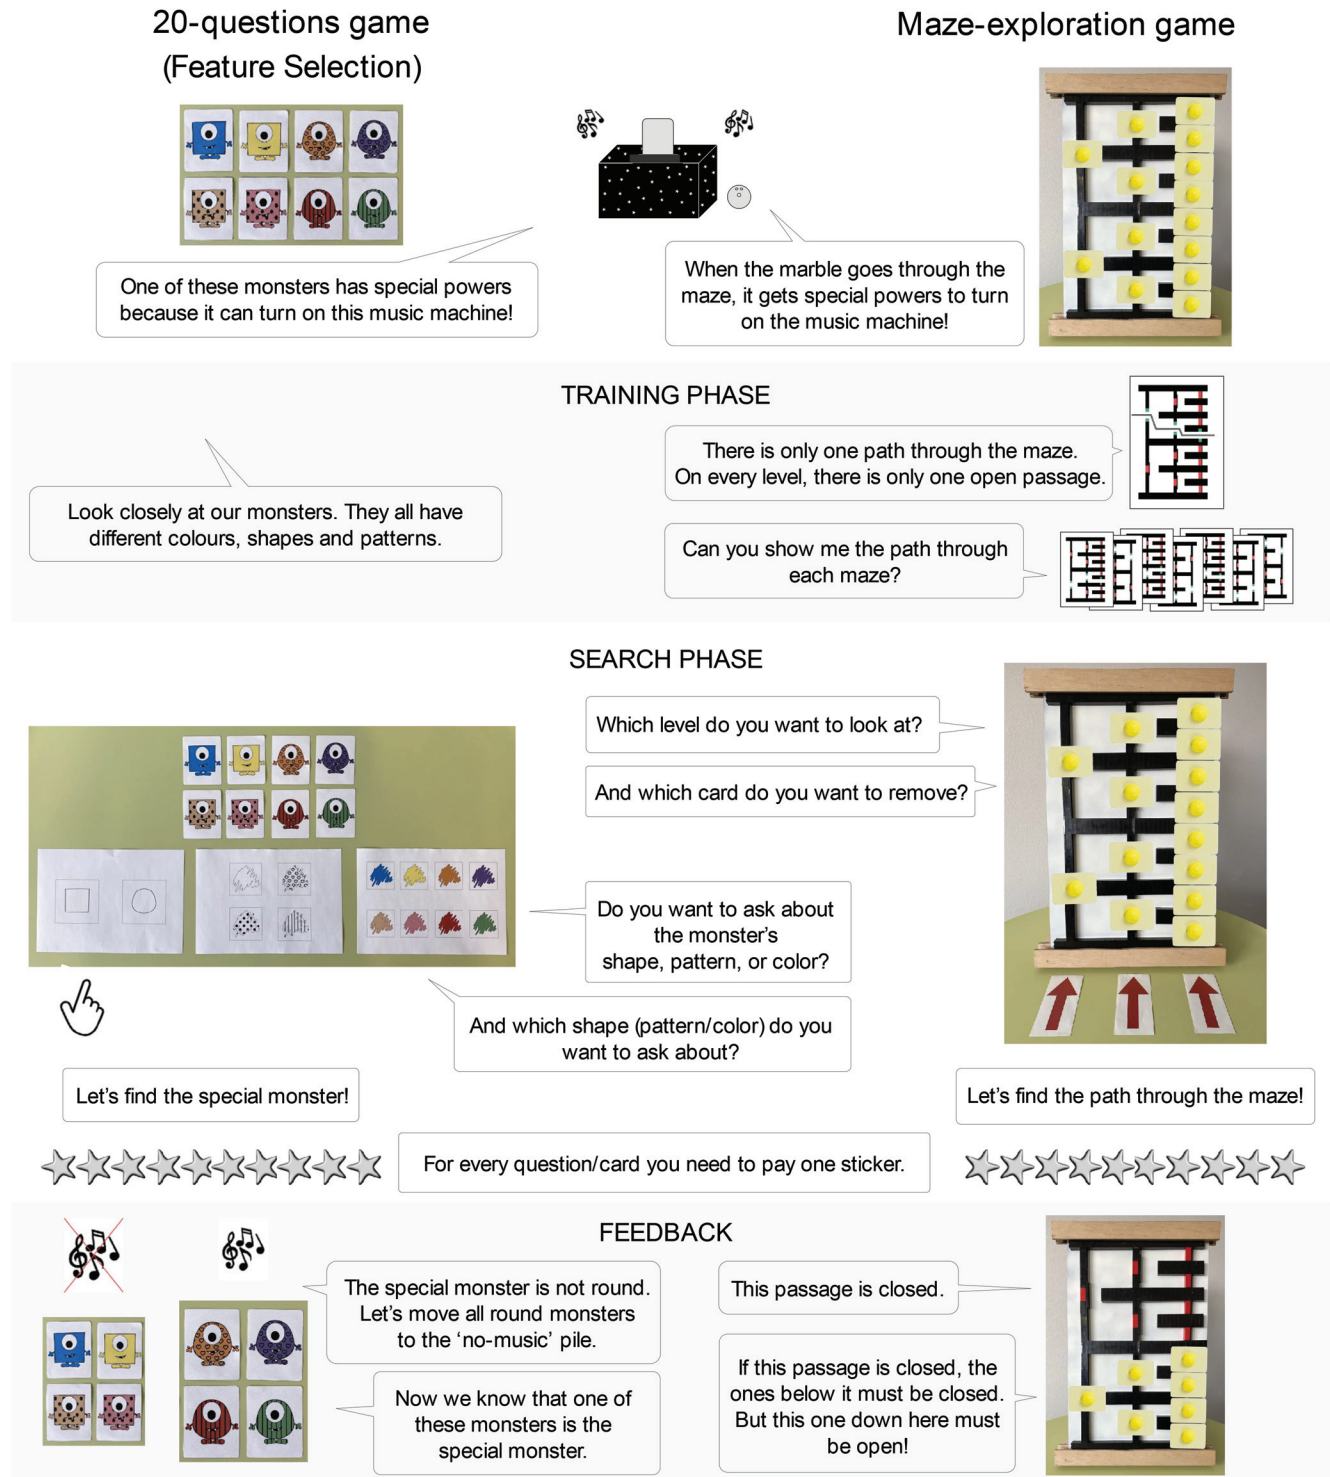 20-questions game
(Feature Selection)
Maze-exploration game
One of these monsters has special powers
because it can turn on this music machine!
When the marble goes through the
maze, it gets special powers to turn
on the music machine!
TRAINING PHASE
Look closely at our monsters. They all have
different colours, shapes and patterns.
There is only one path through the maze.
On every level, there is only one open passage.
Can you show me the path through
each maze?
SEARCH PHASE
Which level do you want to look at?
And which card do you want to remove?
Do you want to ask about
the monster's
shape, pattern, or color?
And which shape (pattern/color) do you
want to ask about?
Let's find the special monster!
Let's find the path through the maze!
For every question/card you need to pay one sticker.
FEEDBACK
The special monster is not round.
Let's move all round monsters
to the ‘no-music’ pile.
Now we know that one of
these monsters is the
special monster.
This passage is closed.
If this passage is closed, the
ones below it must be closed.
But this one down here must
be open!